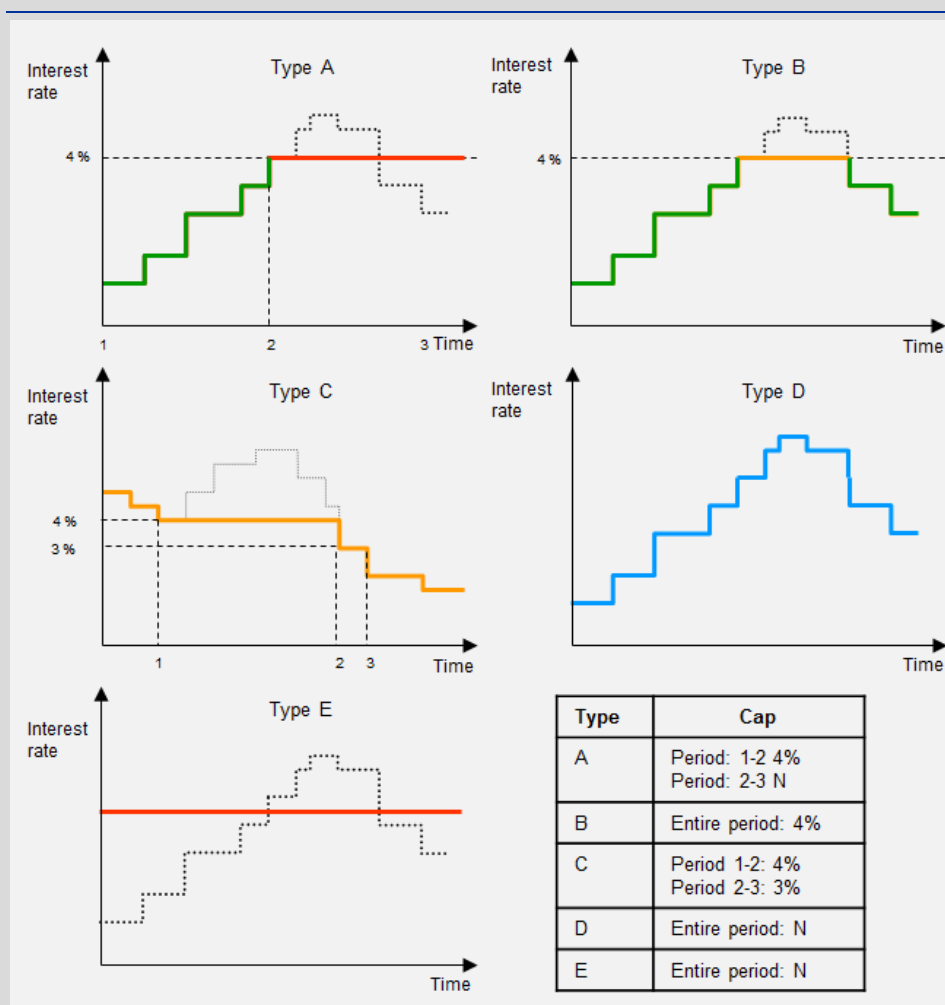 Interest
rate
Type A
4 %
1
2
3 Time
Interest
rate
Type B
4%
Time
Interest
rate
Type C
4 %
3 %
1
2
3
Time
Interest
rate
Type D
Time
Interest
rate
Type E
Time
Type Cap
A Period: 1-2 4%
Period: 2-3 N
B Entire period: 4%
C Period 1-2: 4%
Period 2-3: 3%
D Entire period: N
E Entire period: N